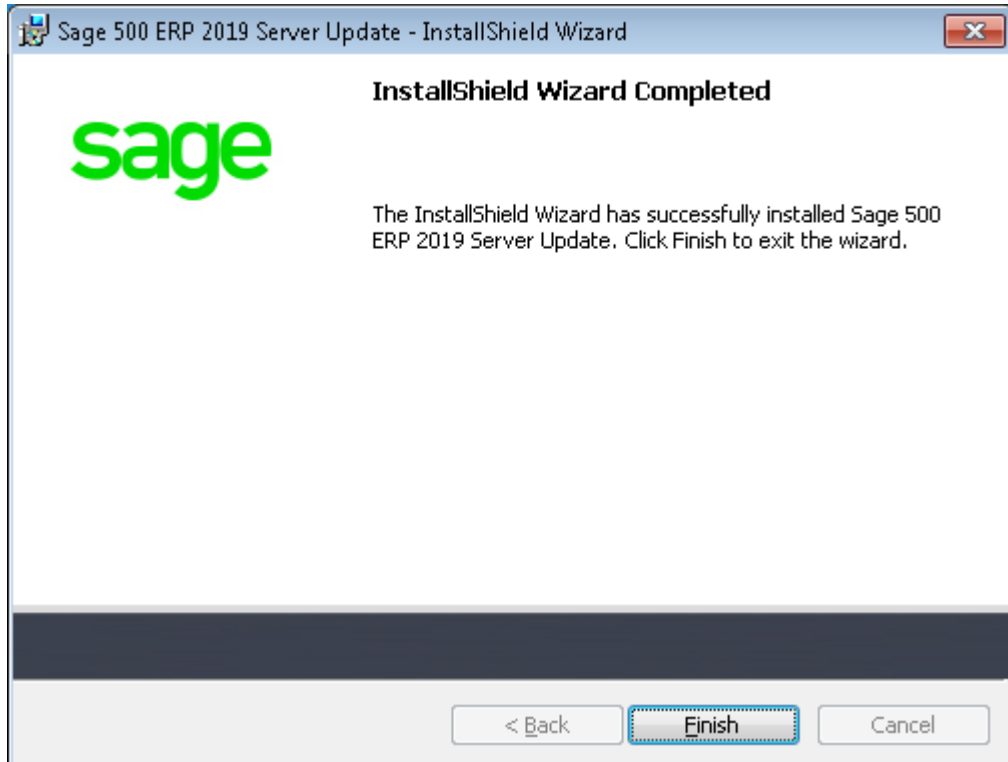 Sage 500 ERP 2019 Server Update - InstallShield Wizard
InstallShield Wizard Completed
sage
The InstallShield Wizard has successfully installed Sage 500
ERP 2019 Server Update. Click Finish to exit the wizard.
< Back
Finish
Cancel